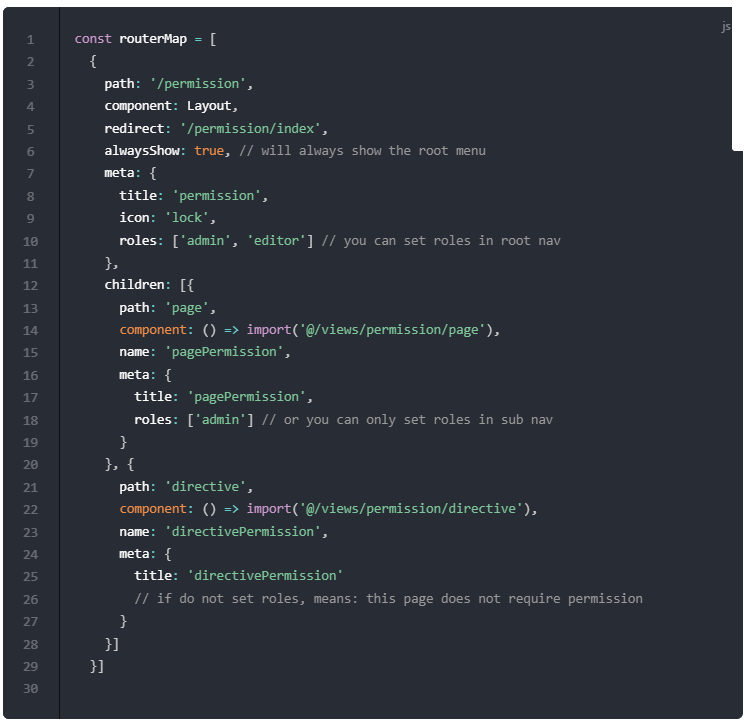 js
1 const routerMap = [
2   {
3     path: '/permission',
4     component: Layout,
5     redirect: '/permission/index',
6     alwaysShow: true, // will always show the root menu
7     meta: {
8       title: 'permission',
9       icon: 'lock',
10       roles: ['admin', 'editor'] // you can set roles in root nav
11     },
12     children: [{
13       path: 'page',
14       component: () => import('@/views/permission/page'),
15       name: 'pagePermission',
16       meta: {
17         title: 'pagePermission',
18         roles: ['admin'] // or you can only set roles in sub nav
19       }
20     }, {
21       path: 'directive',
22       component: () => import('@/views/permission/directive'),
23       name: 'directivePermission',
24       meta: {
25         title: 'directivePermission'
26         // if do not set roles, means: this page does not require permission
27       }
28     }]
29   }]
30